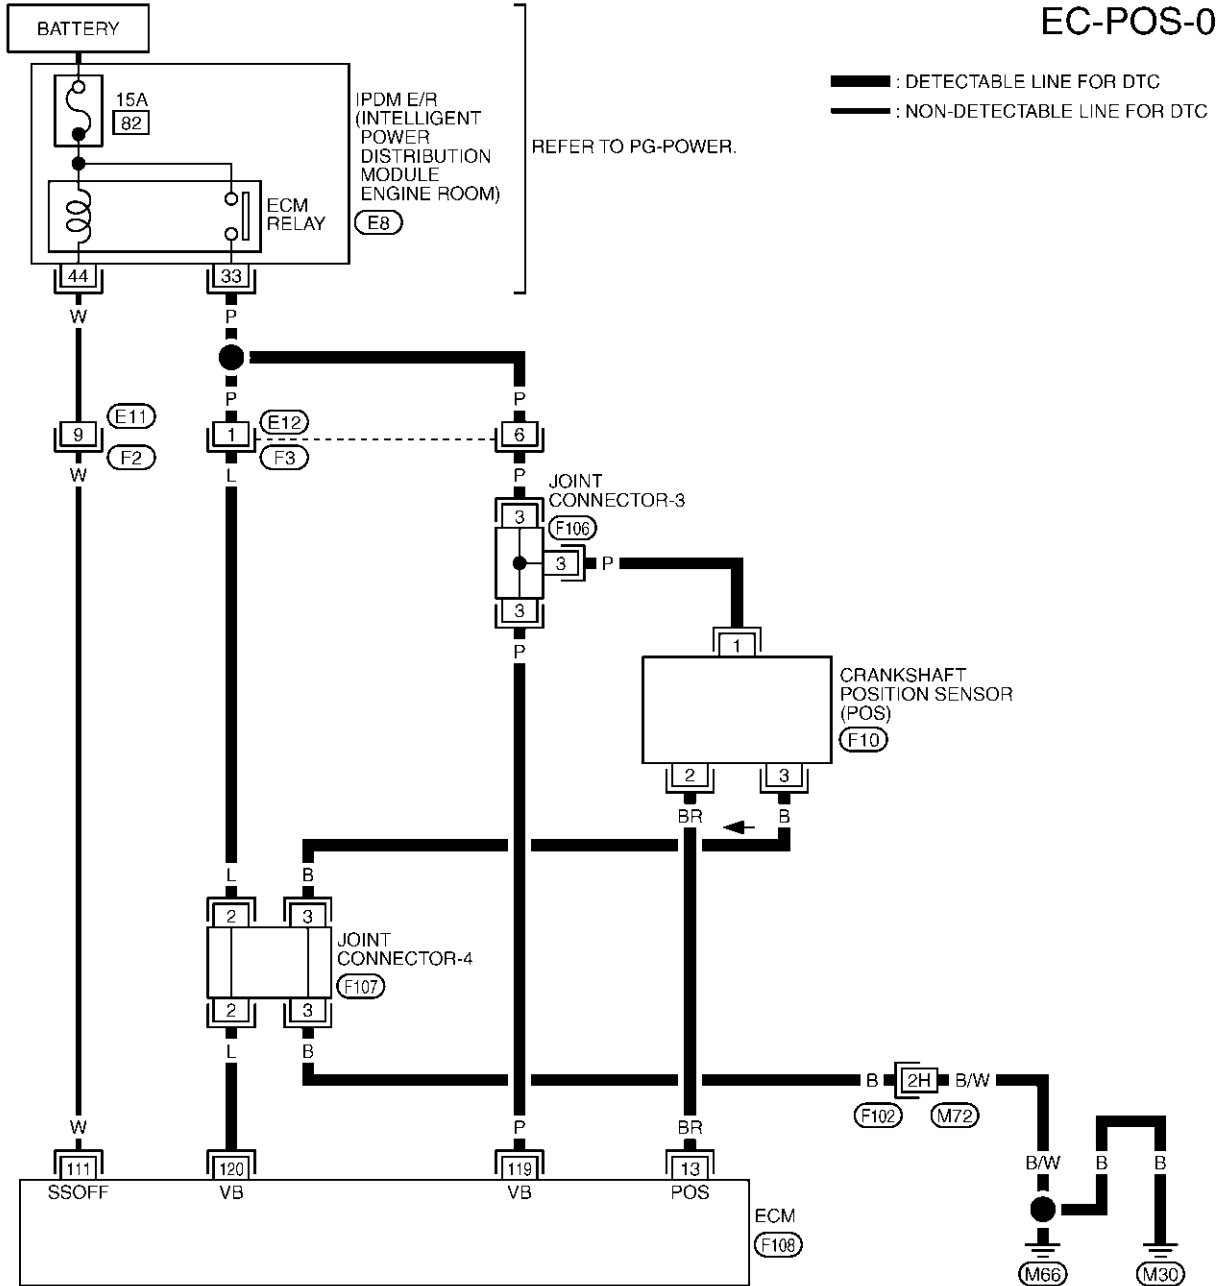 EC-POS-0
BATTERY
: DETECTABLE LINE FOR DTC
: NON-DETECTABLE LINE FOR DTC
15A
82
IPDM E/R
(INTELLIGENT
POWER
DISTRIBUTION
MODULE
ENGINE ROOM)
E8
REFER TO PG-POWER.
ECM
RELAY
44
33
W
P
P
P
9
E11
F2
1
E12
F3
6
W
L
P
JOINT
CONNECTOR-3
F106
3
3
P
3
P
1
CRANKSHAFT
POSITION SENSOR
(POS)
F10
2
3
BR
B
L
B
2
3
JOINT
CONNECTOR-4
F107
2
3
L
B
B
2H
B/W
F102
M72
W
P
BR
B/W
B
B
111
120
119
13
SSOFF
VB
VB
POS
ECM
F108
M66
M30